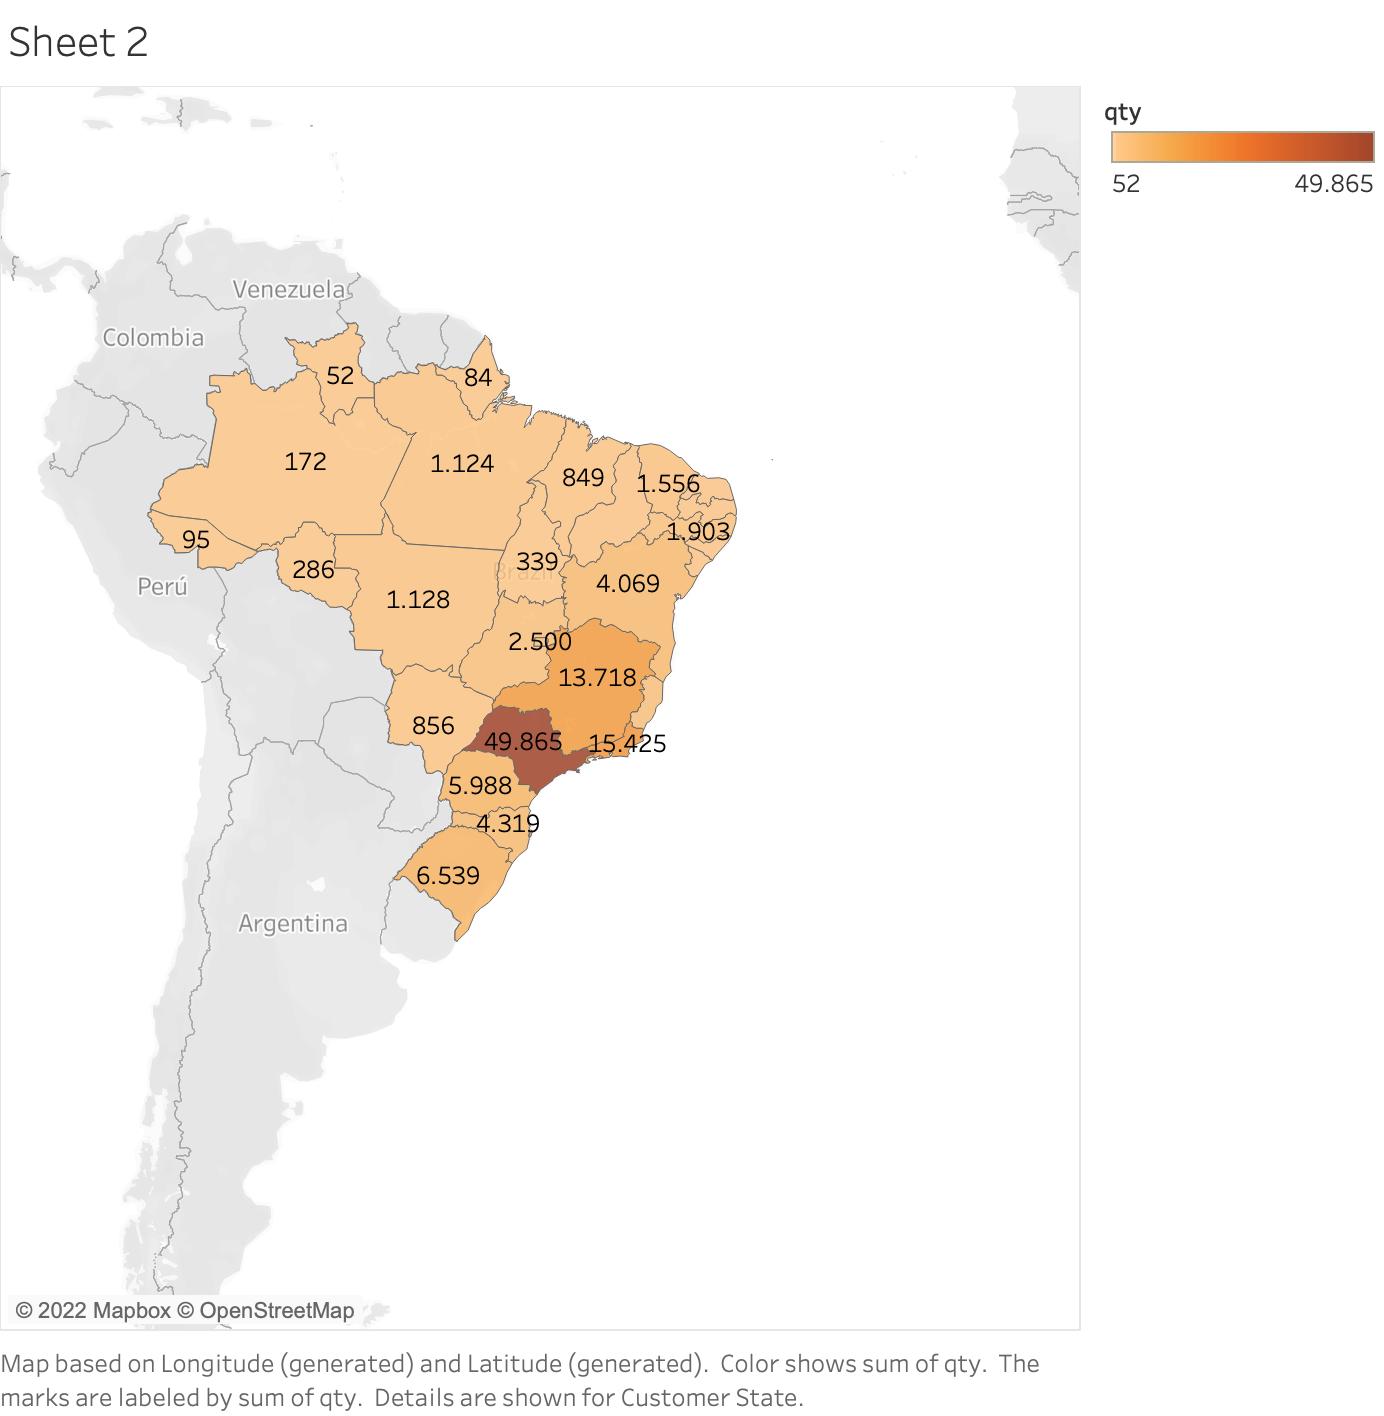 Sheet 2
qty
52
49.865
Venezuela
Colombia
52
84
172
1.124
849
1.556
95
1.903
286
339
Brazil
Perú
1.128
4.069
2.500
13.718
856
49.865
15.425
5.988
4.319
6.539
Argentina
© 2022 Mapbox © OpenStreetMap
Map based on Longitude (generated) and Latitude (generated).  Color shows sum of qty.  The
marks are labeled by sum of qty.  Details are shown for Customer State.